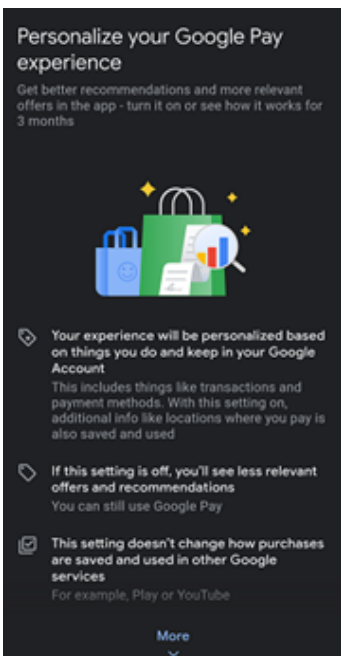 Personalize your Google Pay
experience
Get better recommendations and more relevant
offers in the app - turn it on or see how it works for
3 months
Your experience will be personalized based
on things you do and keep in your Google
Account
This includes things like transactions and
payment methods. With this setting on,
additional info like locations where you pay is
also saved and used
If this setting is off, you'll see less relevant
offers and recommendations
You can still use Google Pay
This setting doesn't change how purchases
are saved and used in other Google
services
For example, Play or YouTube
More